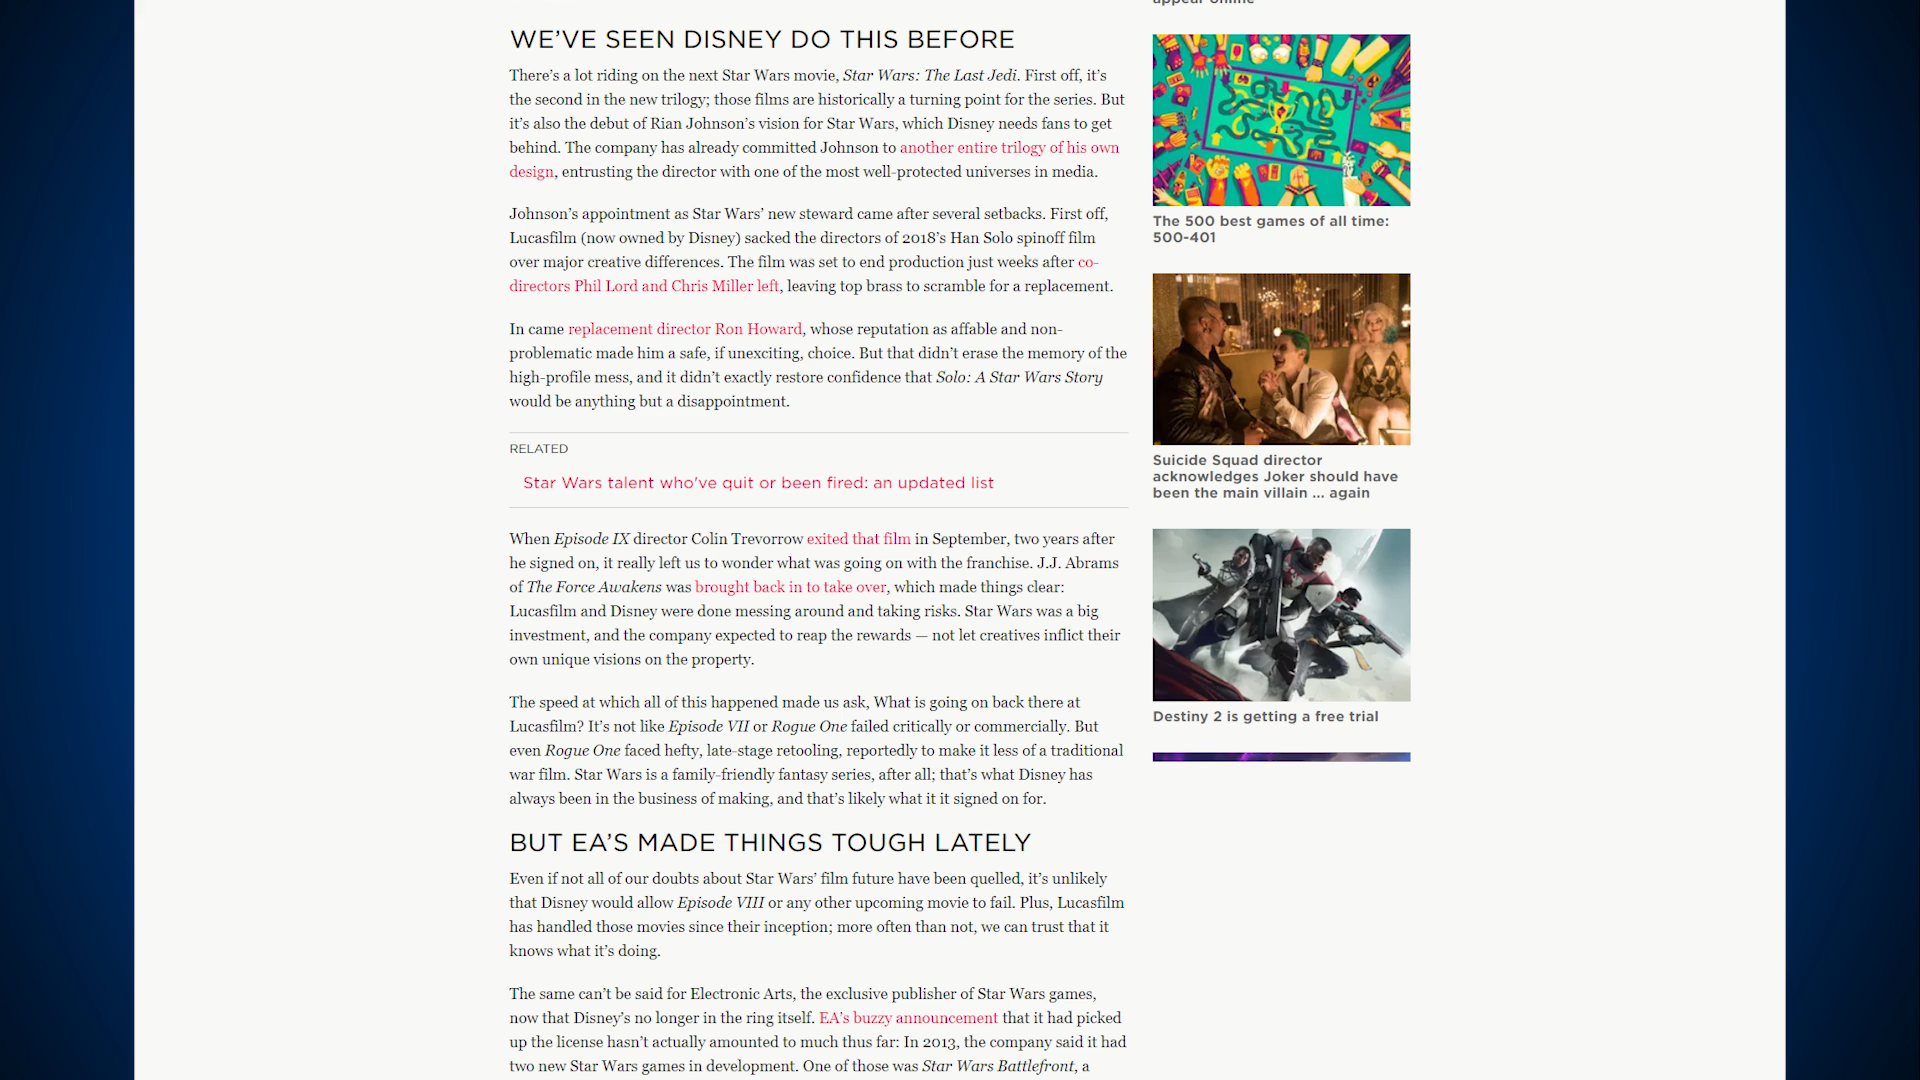 WE’VE SEEN DISNEY DO THIS BEFORE
There’s a lot riding on the next Star Wars movie, Star Wars: The Last Jedi. First off, it’s
the second in the new trilogy; those films are historically a turning point for the series. But
it’s also the debut of Rian Johnson’s vision for Star Wars, which Disney needs fans to get
behind. The company has already committed Johnson to another entire trilogy of his own
design, entrusting the director with one of the most well-protected universes in media.
Johnson’s appointment as Star Wars’ new steward came after several setbacks. First off,
Lucasfilm (now owned by Disney) sacked the directors of 2018’s Han Solo spinoff film
over major creative differences. The film was set to end production just weeks after co-
directors Phil Lord and Chris Miller left, leaving top brass to scramble for a replacement.
In came replacement director Ron Howard, whose reputation as affable and non-
problematic made him a safe, if unexciting, choice. But that didn’t erase the memory of the
high-profile mess, and it didn’t exactly restore confidence that Solo: A Star Wars Story
would be anything but a disappointment.
RELATED
Star Wars talent who've quit or been fired: an updated list
When Episode IX director Colin Trevorrow exited that film in September, two years after
he signed on, it really left us to wonder what was going on with the franchise. J.J. Abrams
of The Force Awakens was brought back in to take over, which made things clear:
Lucasfilm and Disney were done messing around and taking risks. Star Wars was a big
investment, and the company expected to reap the rewards — not let creatives inflict their
own unique visions on the property.
The speed at which all of this happened made us ask, What is going on back there at
Lucasfilm? It’s not like Episode VII or Rogue One failed critically or commercially. But
even Rogue One faced hefty, late-stage retooling, reportedly to make it less of a traditional
war film. Star Wars is a family-friendly fantasy series, after all; that’s what Disney has
always been in the business of making, and that’s likely what it it signed on for.
BUT EA’S MADE THINGS TOUGH LATELY
Even if not all of our doubts about Star Wars’ film future have been quelled, it’s unlikely
that Disney would allow Episode VIII or any other upcoming movie to fail. Plus, Lucasfilm
has handled those movies since their inception; more often than not, we can trust that it
knows what it’s doing.
The same can’t be said for Electronic Arts, the exclusive publisher of Star Wars games,
now that Disney’s no longer in the ring itself. EA’s buzzy announcement that it had picked
up the license hasn’t actually amounted to much thus far: In 2013, the company said it had
two new Star Wars games in development. One of those was Star Wars Battlefront, a
appear online
The 500 best games of all time:
500-401
Suicide Squad director
acknowledges Joker should have
been the main villain ... again
Destiny 2 is getting a free trial